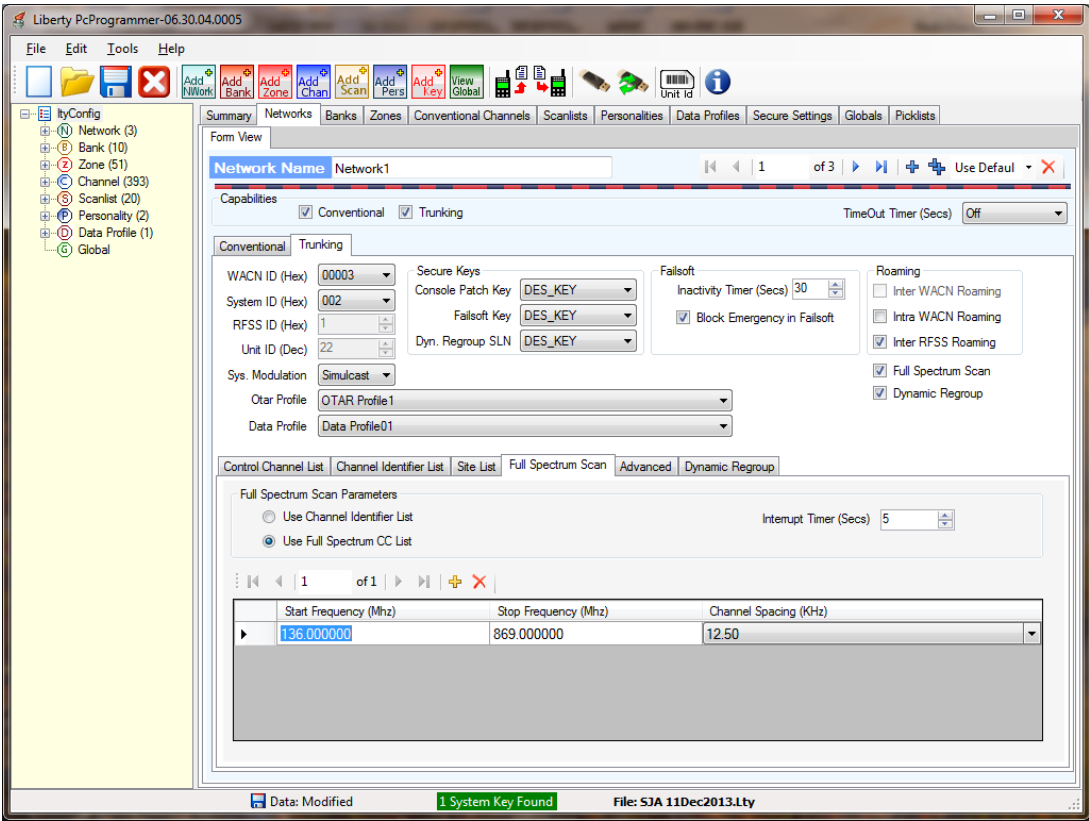 Liberty PcProgrammer-06.30.04.0005
File Edit Tools Help
Add NWork Add Bank Add Zone Add Chan Add Scan Add Pers Add Key View Global Unit Id
ltyConfig
Network (3)
Bank (10)
Zone (51)
Channel (393)
Scanlist (20)
Personality (2)
Data Profile (1)
Global
Summary Networks Banks Zones Conventional Channels Scanlists Personalities Data Profiles Secure Settings Globals Picklists
Form View
Network Name Network1 1 of 3 Use Defaul
Capabilities
Conventional Trunking TimeOut Timer (Secs) Off
Conventional Trunking
WACN ID (Hex) 00003
System ID (Hex) 002
RFSS ID (Hex) 1
Unit ID (Dec) 22
Sys. Modulation Simulcast
Otar Profile OTAR Profile1
Data Profile Data Profile01
Secure Keys
Console Patch Key DES_KEY
Failsoft Key DES_KEY
Dyn. Regroup SLN DES_KEY
Failsoft
Inactivity Timer (Secs) 30
Block Emergency in Failsoft
Roaming
Inter WACN Roaming
Intra WACN Roaming
Inter RFSS Roaming
Full Spectrum Scan
Dynamic Regroup
Control Channel List Channel Identifier List Site List Full Spectrum Scan Advanced Dynamic Regroup
Full Spectrum Scan Parameters
Use Channel Identifier List
Use Full Spectrum CC List
Interrupt Timer (Secs) 5
1 of 1
Start Frequency (Mhz) Stop Frequency (Mhz) Channel Spacing (KHz)
136.000000 869.000000 12.50
Data: Modified 1 System Key Found File: SJA 11Dec2013.Lty